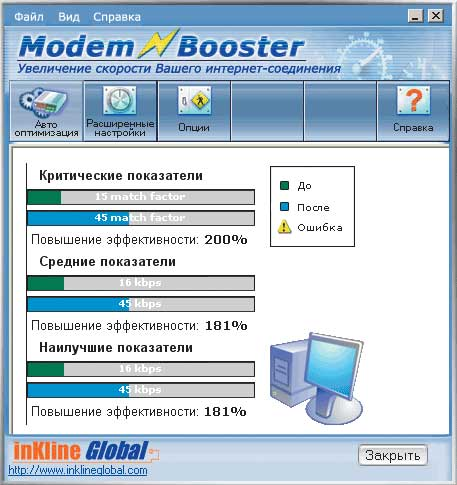 Файл Вид Справка
Modem Booster
Увеличение скорости Вашего интернет-соединения
Авто оптимизация
Расширенные настройки
Опции
Справка
Критические показатели
15 match factor
45 match factor
Повышение эффективности: 200%
Средние показатели
16 kbps
45 kbps
Повышение эффективности: 181%
Наилучшие показатели
16 kbps
45 kbps
Повышение эффективности: 181%
До
После
Ошибка
inKline Global
http://www.inklineglobal.com
Закрыть